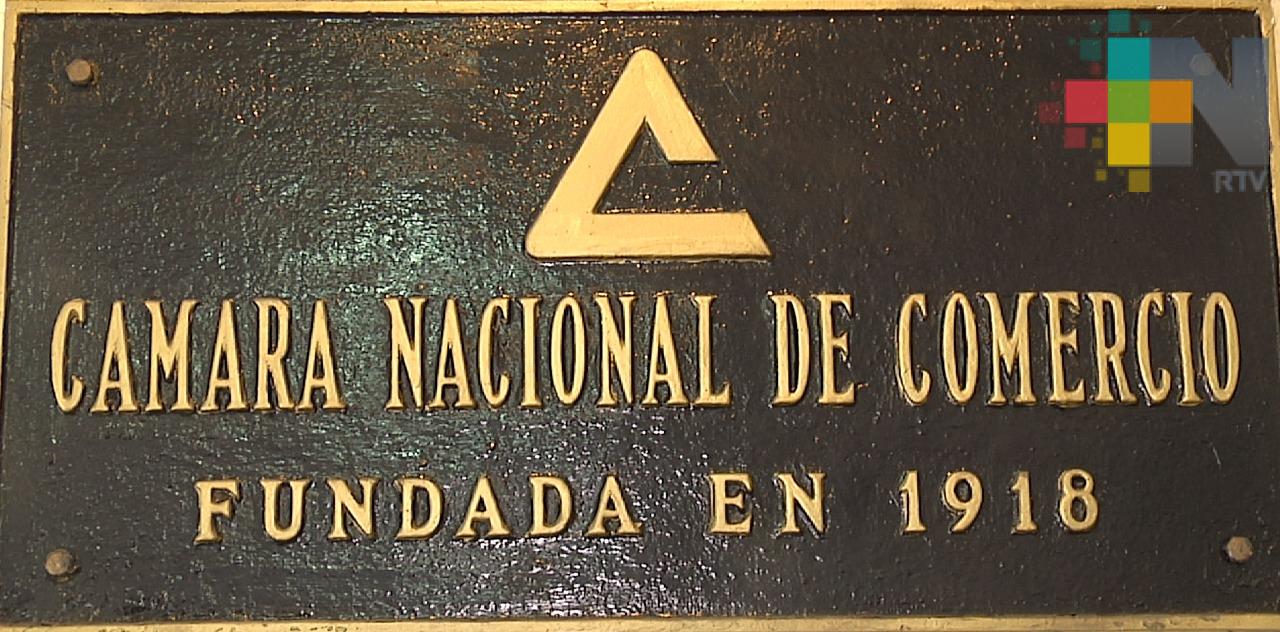 N
RTV
CAMARA NACIONAL DE COMERCIO
FUNDADA EN 1918